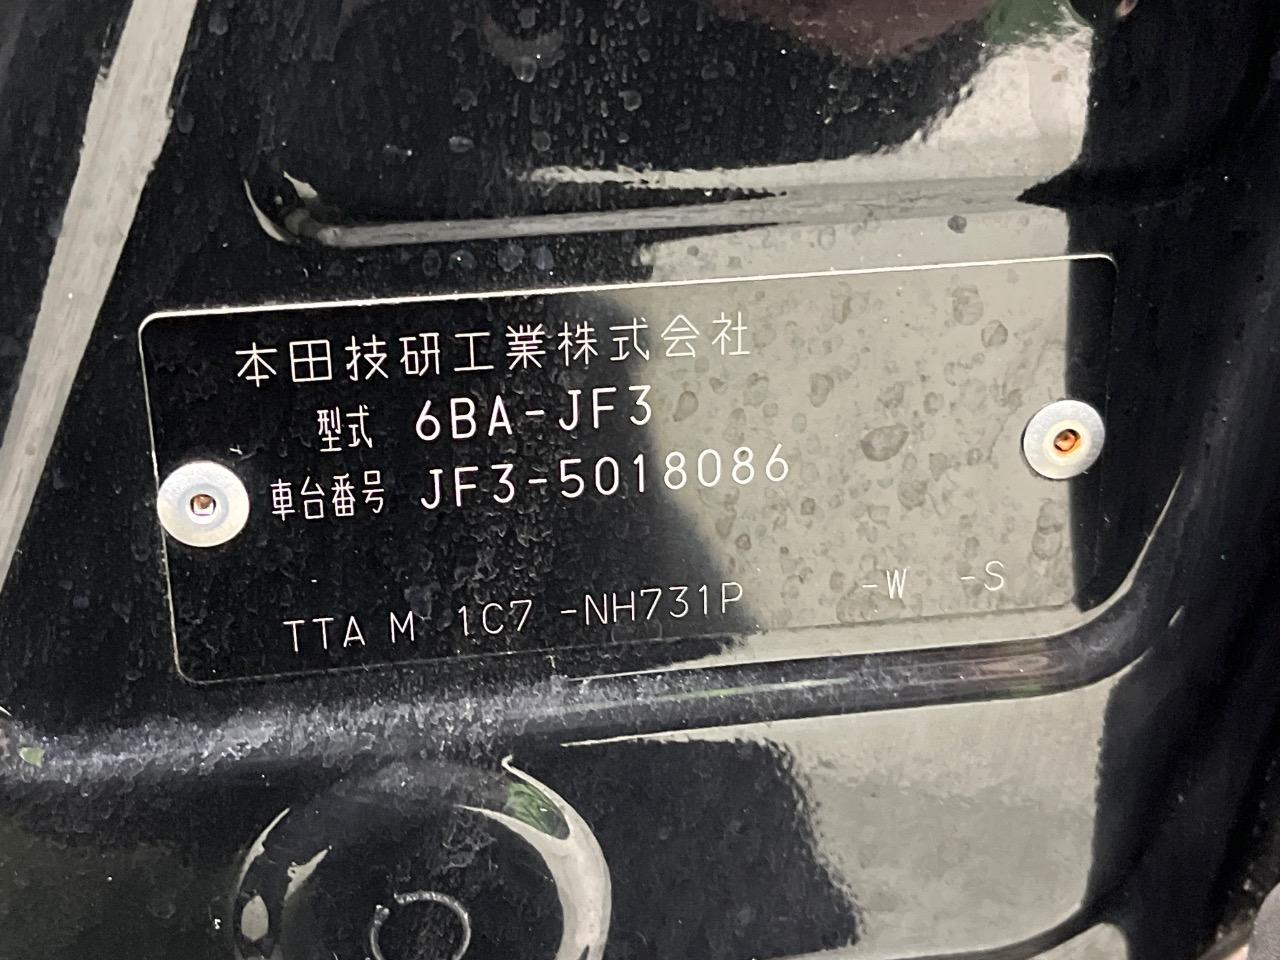 本田技研工業株式会社
型式 6BA-JF3
車台番号 JF3-5018086
TTA M 1C7 -NH731P -W -S